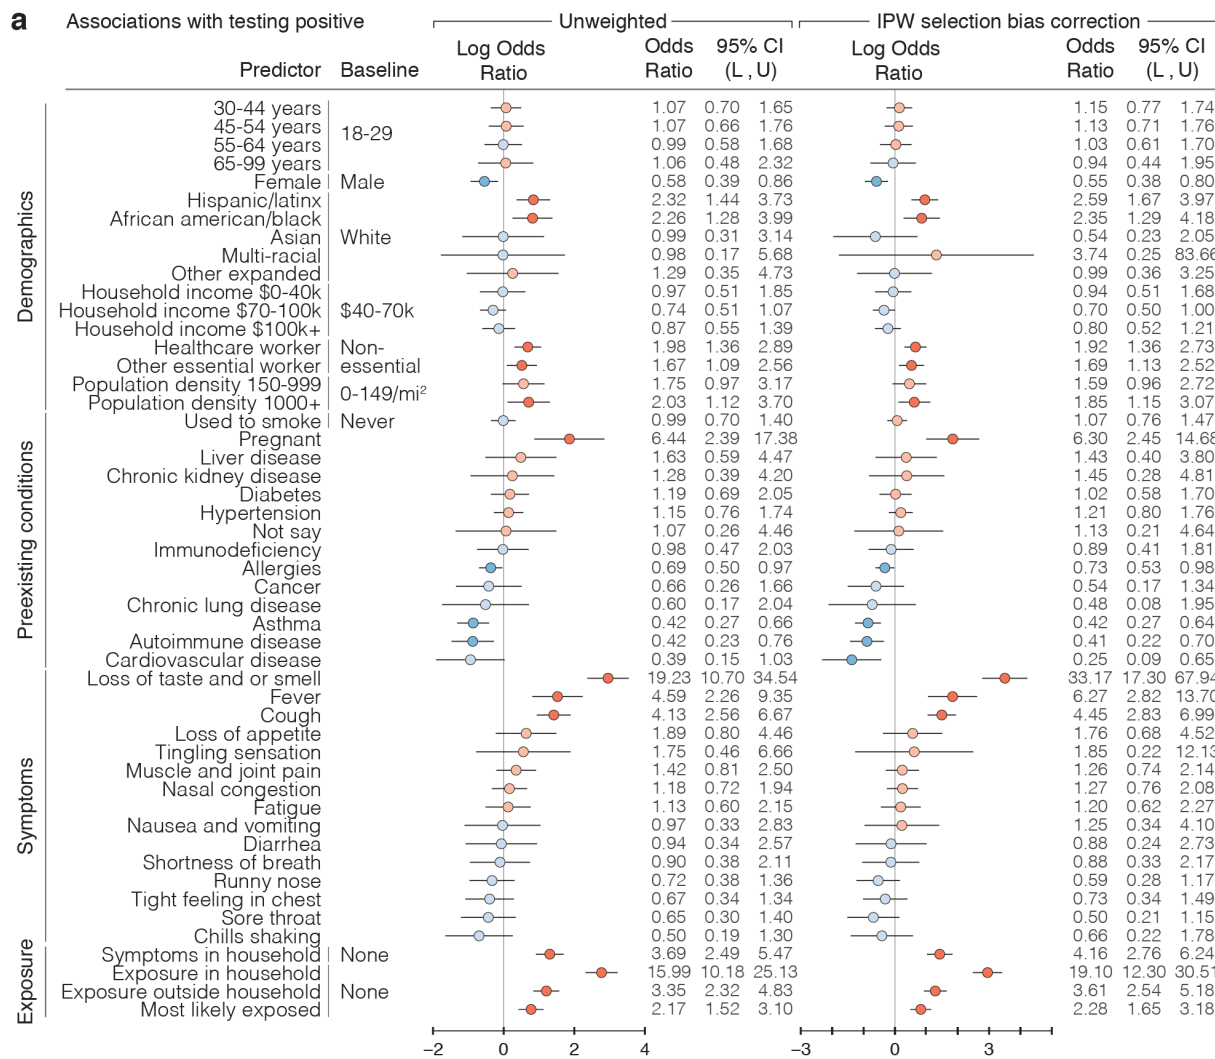 a Associations with testing positive Unweighted IPW selection bias correction
Log Odds Ratio Odds Ratio 95% CI (L , U) Log Odds Ratio Odds Ratio 95% CI (L , U)
Predictor Baseline
Demographics
30-44 years 18-29 1.07 0.70 1.65 1.15 0.77 1.74
45-54 years 1.07 0.66 1.76 1.13 0.71 1.76
55-64 years 0.99 0.58 1.68 1.03 0.61 1.70
65-99 years 1.06 0.48 2.32 0.94 0.44 1.95
Female Male 0.58 0.39 0.86 0.55 0.38 0.80
Hispanic/latinx 2.32 1.44 3.73 2.59 1.67 3.97
African american/black 2.26 1.28 3.99 2.35 1.29 4.18
Asian White 0.99 0.31 3.14 0.54 0.23 2.05
Multi-racial 0.98 0.17 5.68 3.74 0.25 83.66
Other expanded 1.29 0.35 4.73 0.99 0.36 3.25
Household income $0-40k 0.97 0.51 1.85 0.94 0.51 1.68
Household income $70-100k $40-70k 0.74 0.51 1.07 0.70 0.50 1.00
Household income $100k+ 0.87 0.55 1.39 0.80 0.52 1.21
Healthcare worker Non-essential 1.98 1.36 2.89 1.92 1.36 2.73
Other essential worker 1.67 1.09 2.56 1.69 1.13 2.52
Population density 150-999 0-149/mi² 1.75 0.97 3.17 1.59 0.96 2.72
Population density 1000+ 2.03 1.12 3.70 1.85 1.15 3.07
Preexisting conditions
Used to smoke Never 0.99 0.70 1.40 1.07 0.76 1.47
Pregnant 6.44 2.39 17.38 6.30 2.45 14.68
Liver disease 1.63 0.59 4.47 1.43 0.40 3.80
Chronic kidney disease 1.28 0.39 4.20 1.45 0.28 4.81
Diabetes 1.19 0.69 2.05 1.02 0.58 1.70
Hypertension 1.15 0.76 1.74 1.21 0.80 1.76
Not say 1.07 0.26 4.46 1.13 0.21 4.64
Immunodeficiency 0.98 0.47 2.03 0.89 0.41 1.81
Allergies 0.69 0.50 0.97 0.73 0.53 0.98
Cancer 0.66 0.26 1.66 0.54 0.17 1.34
Chronic lung disease 0.60 0.17 2.04 0.48 0.08 1.95
Asthma 0.42 0.27 0.66 0.42 0.27 0.64
Autoimmune disease 0.42 0.23 0.76 0.41 0.22 0.70
Cardiovascular disease 0.39 0.15 1.03 0.25 0.09 0.65
Symptoms
Loss of taste and or smell 19.23 10.70 34.54 33.17 17.30 67.94
Fever 4.59 2.26 9.35 6.27 2.82 13.70
Cough 4.13 2.56 6.67 4.45 2.83 6.99
Loss of appetite 1.89 0.80 4.46 1.76 0.68 4.52
Tingling sensation 1.75 0.46 6.66 1.85 0.22 12.13
Muscle and joint pain 1.42 0.81 2.50 1.26 0.74 2.14
Nasal congestion 1.18 0.72 1.94 1.27 0.76 2.08
Fatigue 1.13 0.60 2.15 1.20 0.62 2.27
Nausea and vomiting 0.97 0.33 2.83 1.25 0.34 4.10
Diarrhea 0.94 0.34 2.57 0.88 0.24 2.73
Shortness of breath 0.90 0.38 2.11 0.88 0.33 2.17
Runny nose 0.72 0.38 1.36 0.59 0.28 1.17
Tight feeling in chest 0.67 0.34 1.34 0.73 0.34 1.49
Sore throat 0.65 0.30 1.40 0.50 0.21 1.15
Chills shaking 0.50 0.19 1.30 0.66 0.22 1.78
Exposure
Symptoms in household None 3.69 2.49 5.47 4.16 2.76 6.24
Exposure in household 15.99 10.18 25.13 19.10 12.30 30.51
Exposure outside household None 3.35 2.32 4.83 3.61 2.54 5.18
Most likely exposed 2.17 1.52 3.10 2.28 1.65 3.18
−2 0 2 4 −3 0 3